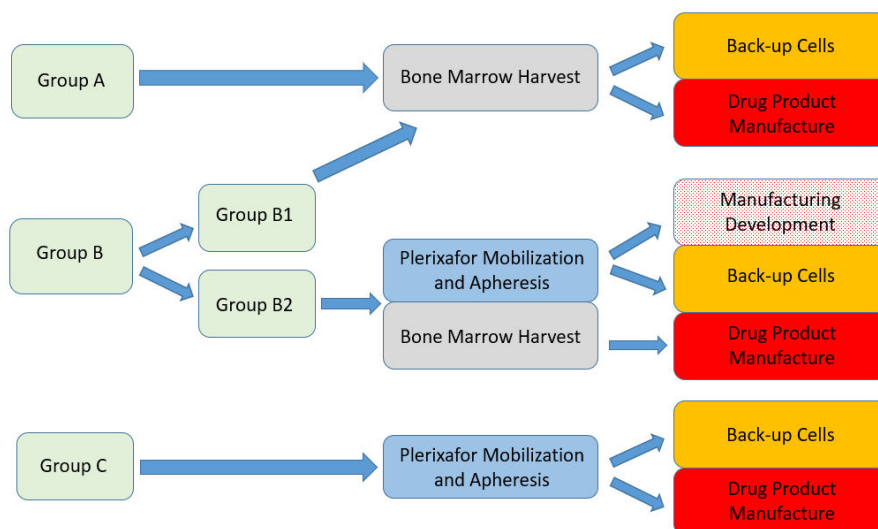 Group A
Bone Marrow Harvest
Back-up Cells
Drug Product
Manufacture
Group B
Group B1
Group B2
Plerixafor Mobilization
and Apheresis
Bone Marrow Harvest
Manufacturing
Development
Back-up Cells
Drug Product
Manufacture
Group C
Plerixafor Mobilization
and Apheresis
Back-up Cells
Drug Product
Manufacture